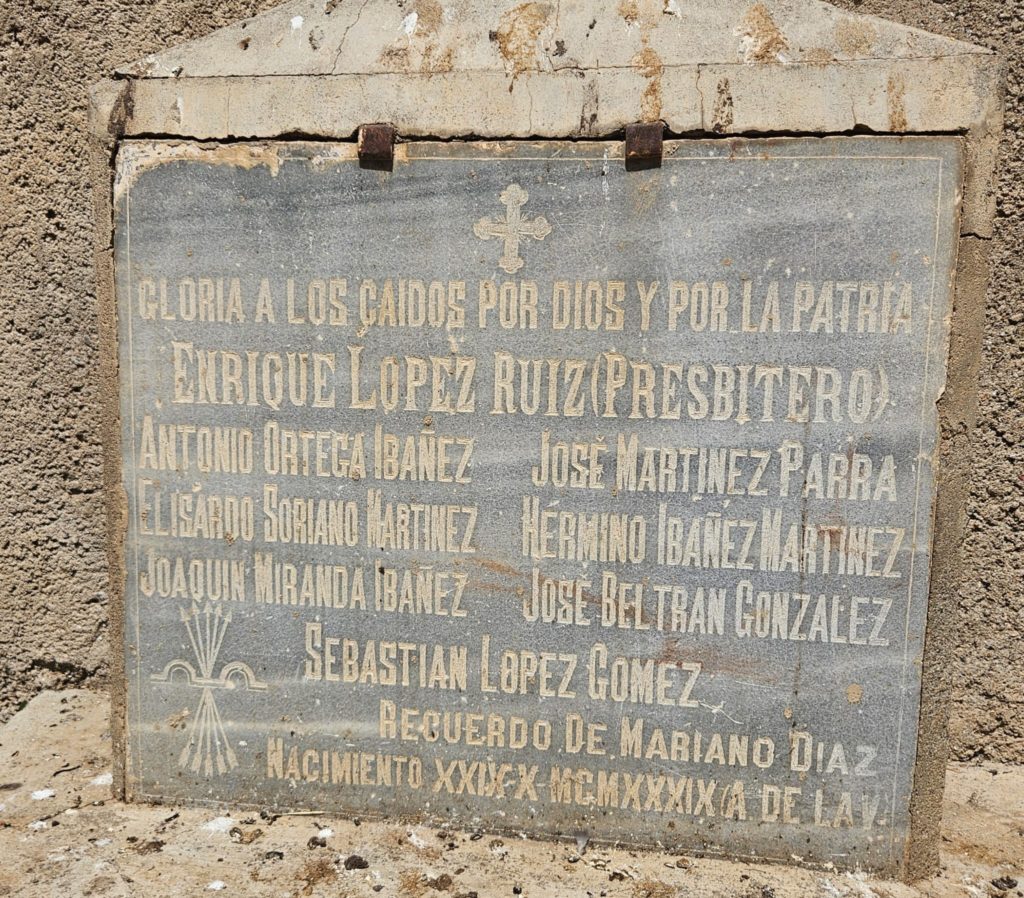 GLORIA A LOS CAIDOS POR DIOS Y POR LA PATRIA
ENRIQUE LOPEZ RUIZ (PRESBITERO)
ANTONIO ORTEGA IBAÑEZ JOSÉ MARTINEZ PARRA
ELISARDO SORIANO MARTINEZ HÉRMINO IBAÑEZ MARTINEZ
JOAQUIN MIRANDA IBAÑEZ JOSÉ BELTRAN GONZALEZ
SEBASTIAN LOPEZ GOMEZ
RECUERDO DE MARIANO DIAZ
NACIMIENTO XXIX-X-MCMXXXIX (A DE LA V.